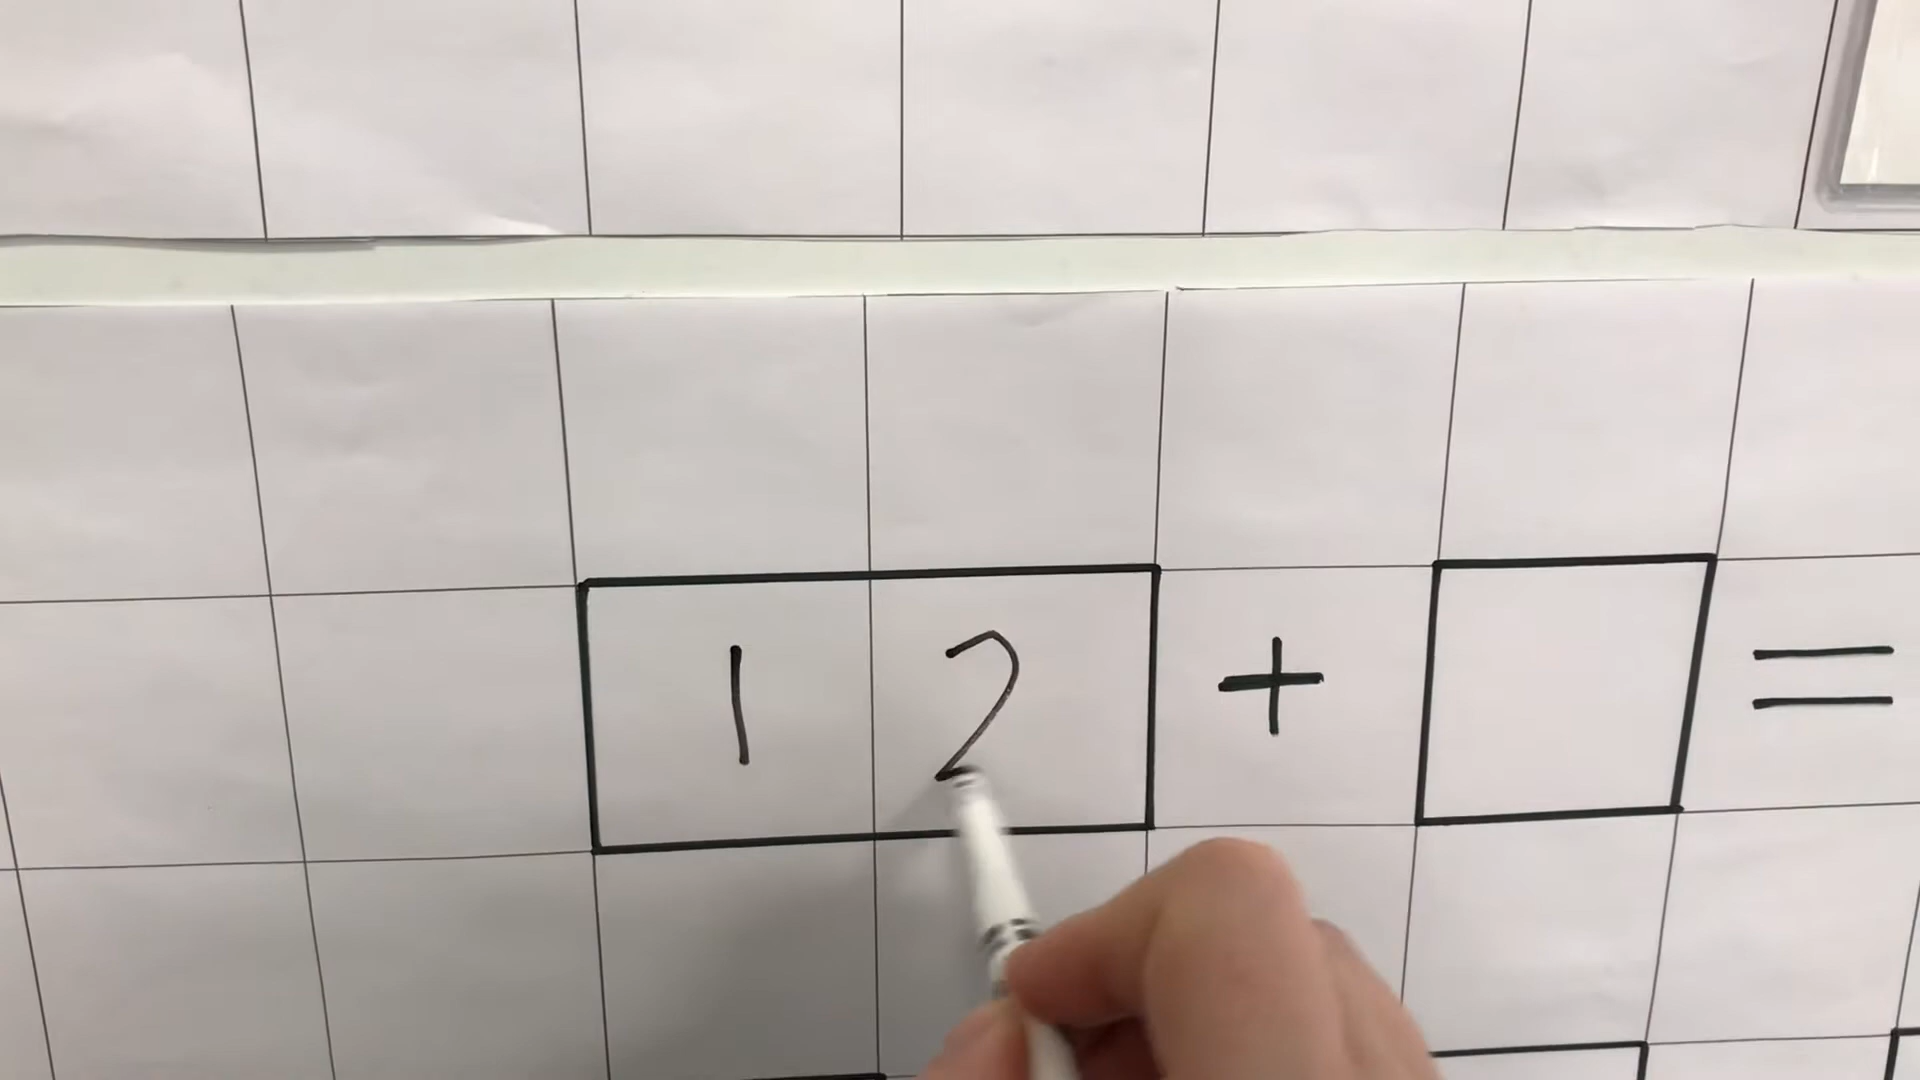 12 + =